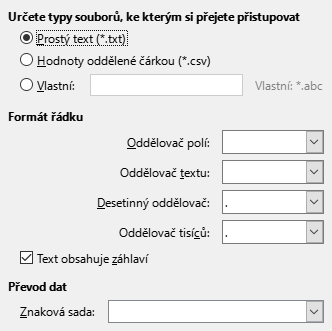 Určete typy souborů, ke kterým si přejete přistupovat
Prostý text (*.txt)
Hodnoty oddělené čárkou (*.csv)
Vlastní: Vlastní: *.abc
Formát řádku
Oddělovač polí:
Oddělovač textu:
Desetinný oddělovač: .
Oddělovač tisíců: .
Text obsahuje záhlaví
Převod dat
Znaková sada: